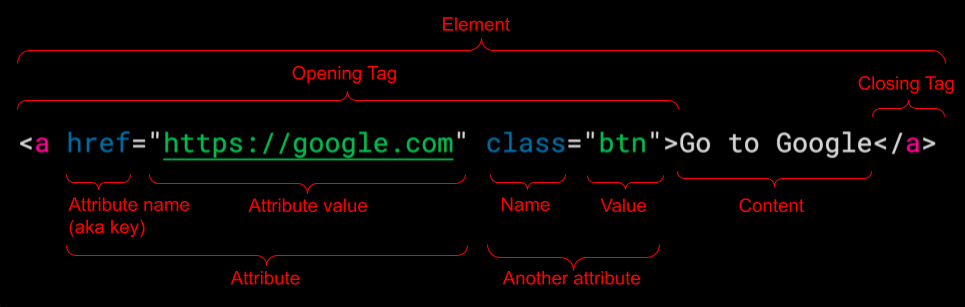 Element
Opening Tag
Closing Tag
<a href="https://google.com" class="btn">Go to Google</a>
Attribute name
(aka key)
Attribute value
Name
Value
Content
Attribute
Another attribute